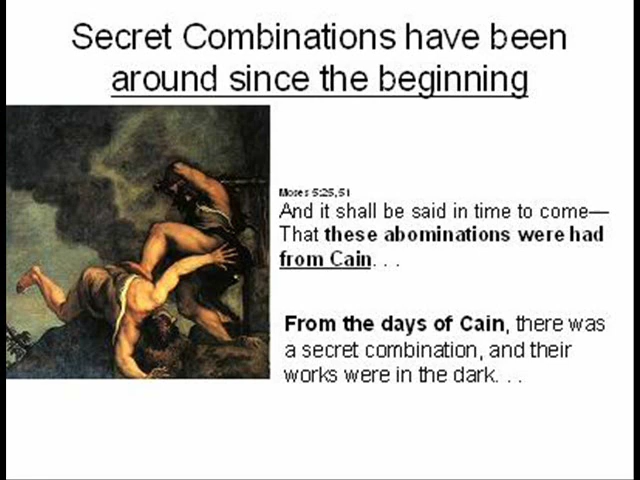 Secret Combinations have been
around since the beginning
Moses 5:25,51
And it shall be said in time to come—
That these abominations were had
from Cain. . .
From the days of Cain, there was
a secret combination, and their
works were in the dark. . .